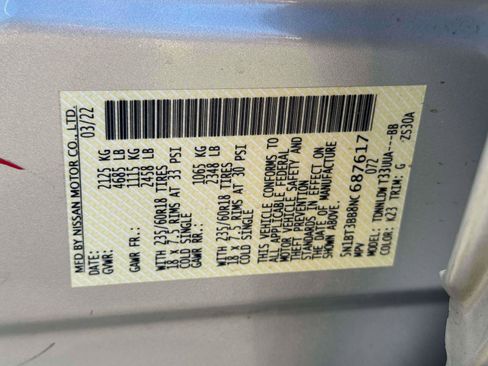 MFD BY NISSAN MOTOR CO., LTD.
DATE: 03/22
GVWR: 2125 KG
4685 LB
GAWR FR.: 1115 KG
2458 LB
WITH 235/60R18 TIRES
18 x 7.5 RIMS AT 33 PSI
COLD SINGLE
GAWR RR.: 1065 KG
2348 LB
WITH 235/60R18 TIRES
18 x 7.5 RIMS AT 30 PSI
COLD SINGLE
THIS VEHICLE CONFORMS TO
ALL APPLICABLE FEDERAL
MOTOR VEHICLE SAFETY AND
THEFT PREVENTION
STANDARDS IN EFFECT ON
THE DATE OF MANUFACTURE
SHOWN ABOVE.
687617
MPV 072
MODEL:
COLOR: K23 TRIM: G ZS30A